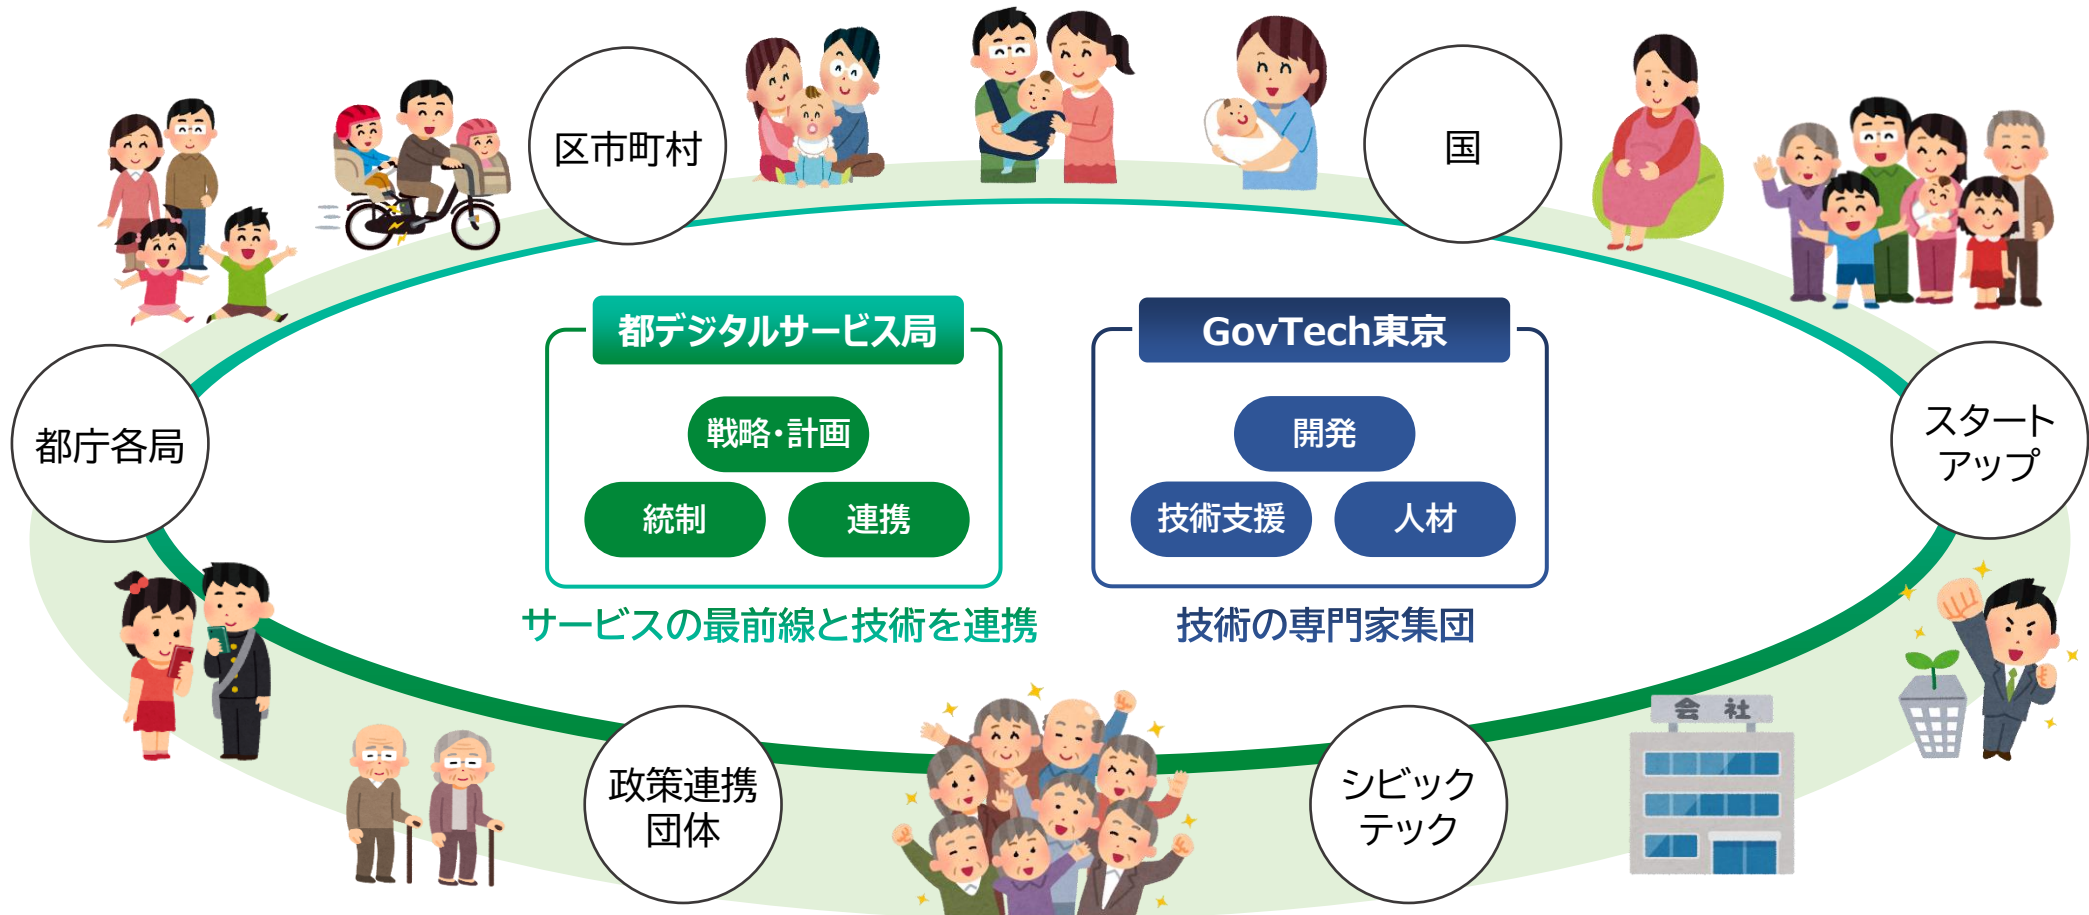 区市町村
国
都デジタルサービス局
GovTech東京
都庁各局
戦略・計画
統制
連携
開発
技術支援
人材
スタート
アップ
サービスの最前線と技術を連携
技術の専門家集団
政策連携
団体
シビック
テック
会社